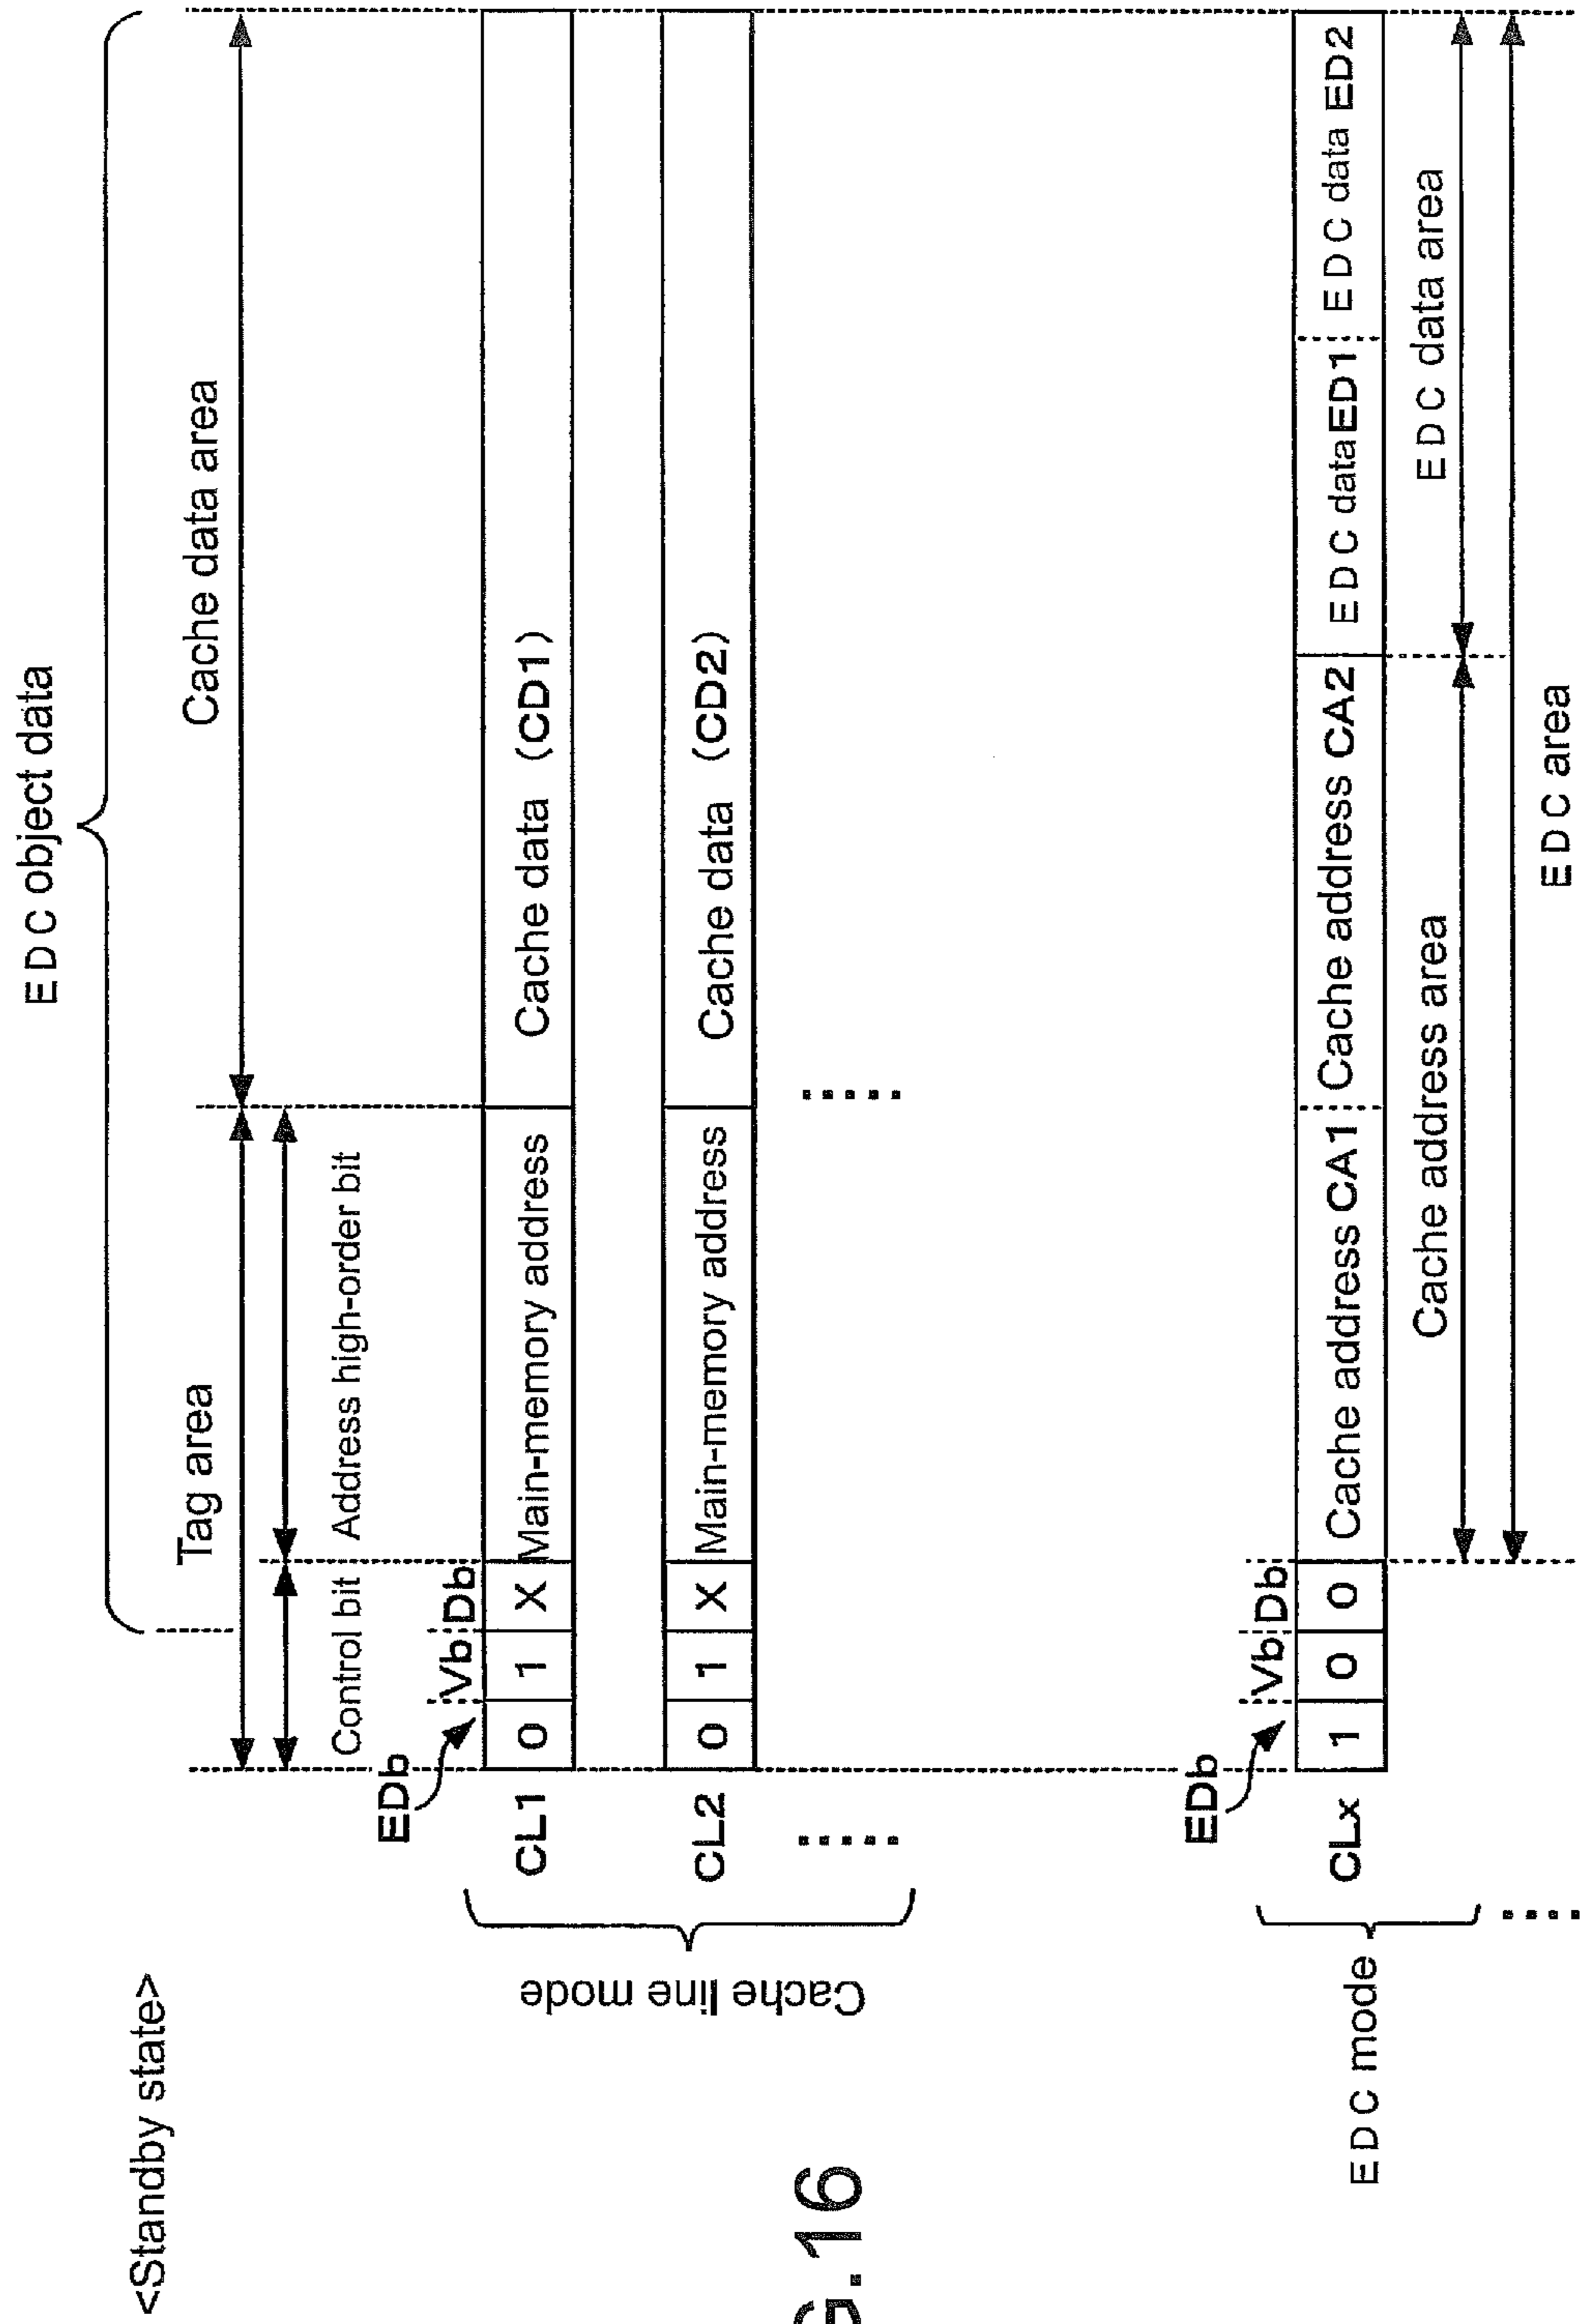 <Standby state>
E D C object data
Tag area
Cache data area
Control bit
Address high-order bit
EDb
Vb
Db
CL1
0
1
X
Main-memory address
Cache data (CD1)
CL2
0
1
X
Main-memory address
Cache data (CD2)
Cache line mode
EDb
Vb
Db
CLx
1
0
0
Cache address CA1
Cache address CA2
E D C data ED1
E D C data ED2
E D C mode
Cache address area
E D C data area
E D C area
G.16